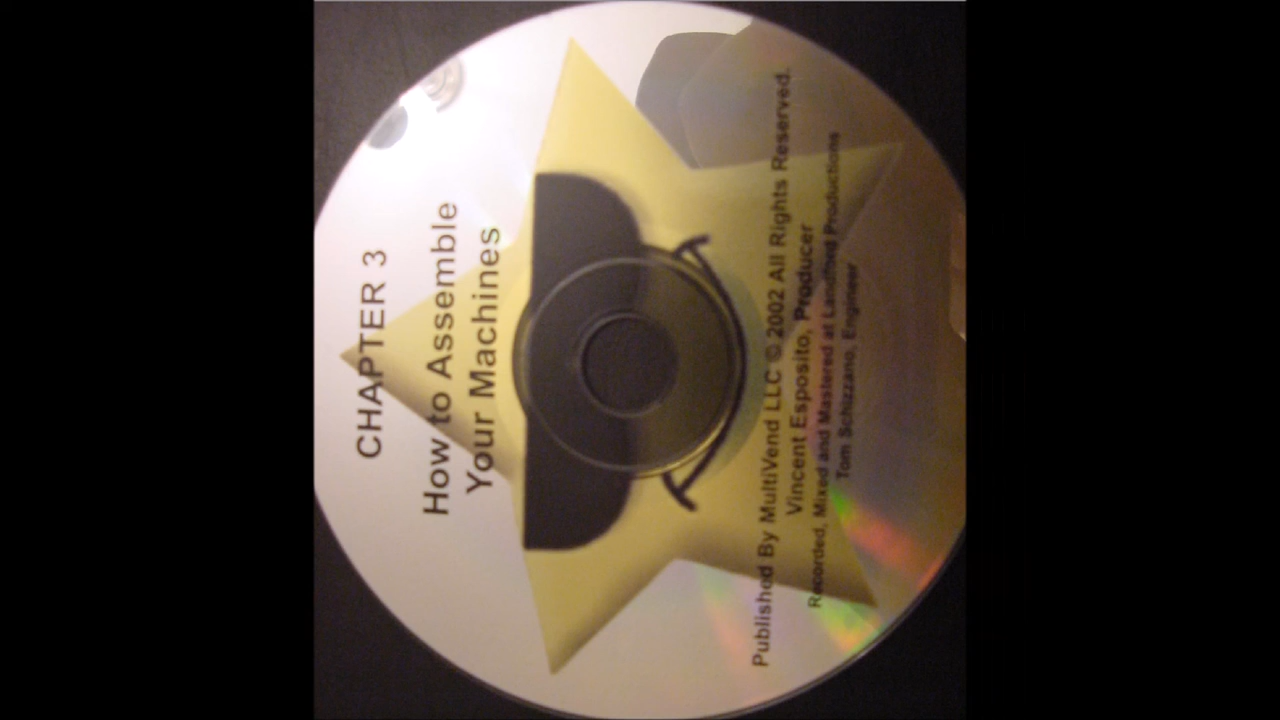 CHAPTER 3
How to Assemble
Your Machines
Published By MultiVend LLC © 2002 All Rights Reserved.
Vincent Esposito, Producer
Recorded, Mixed and Mastered at Landfred Productions
Tom Schizzano, Engineer